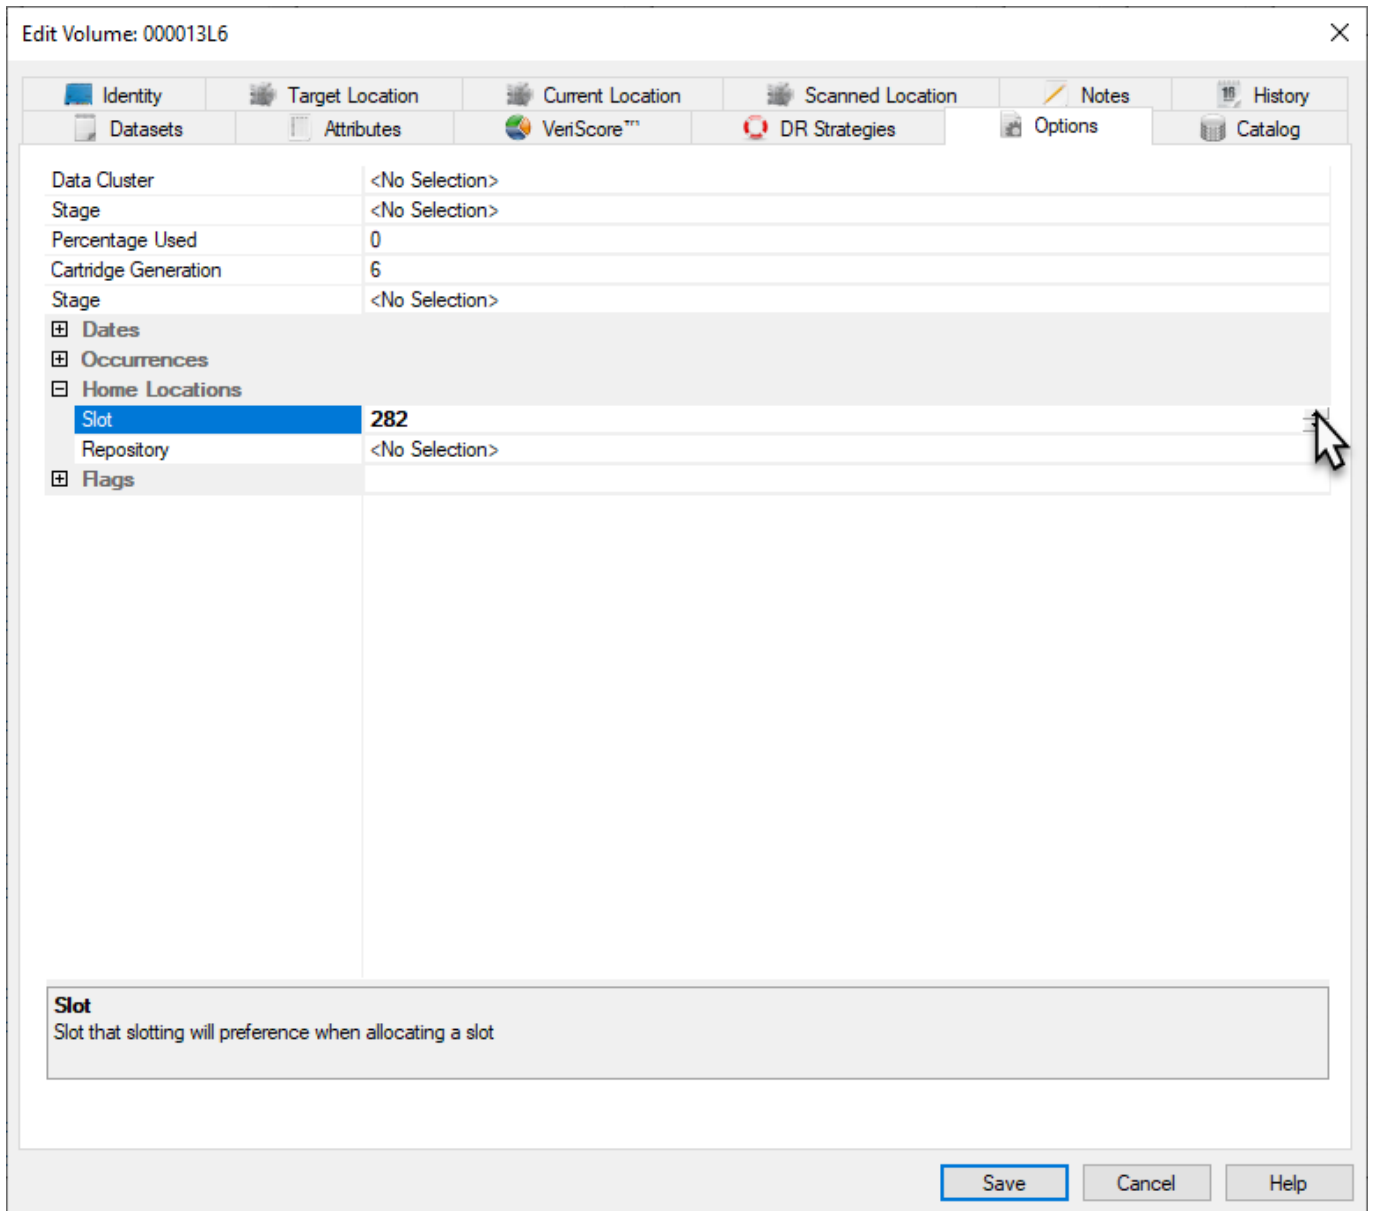 Edit Volume: 000013L6
Identity Target Location Current Location Scanned Location Notes 16 History
Datasets Attributes VeriScore™ DR Strategies Options Catalog
Data Cluster <No Selection>
Stage <No Selection>
Percentage Used 0
Cartridge Generation 6
Stage <No Selection>
Dates
Occurrences
Home Locations
Slot 282
Repository <No Selection>
Flags
Slot
Slot that slotting will preference when allocating a slot
Save Cancel Help